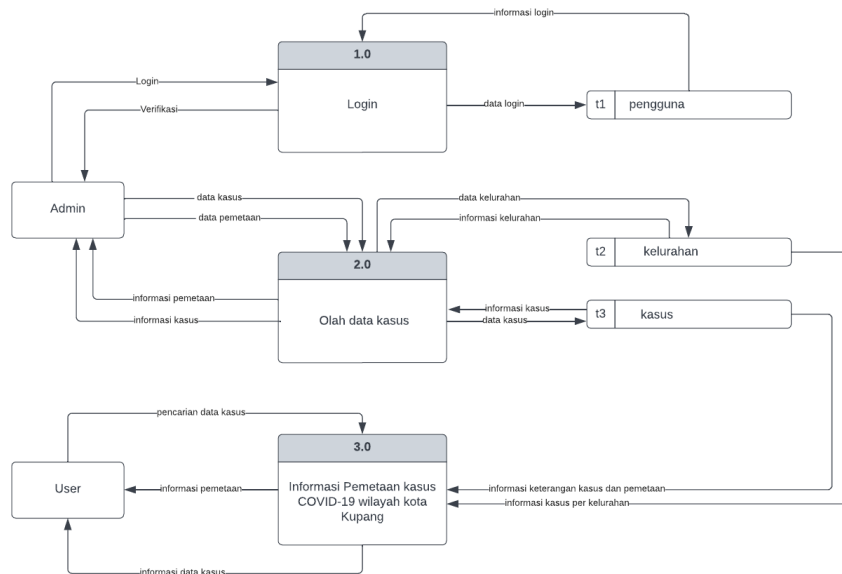 informasi login
1.0
Login
Login
Verifikasi
data login
t1 pengguna
Admin
data kasus
data pemetaan
data kelurahan
informasi kelurahan
2.0
Olah data kasus
t2 kelurahan
informasi pemetaan
informasi kasus
informasi kasus
data kasus
t3 kasus
pencarian data kasus
3.0
User
informasi pemetaan
Informasi Pemetaan kasus
COVID-19 wilayah kota
Kupang
informasi keterangan kasus dan pemetaan
informasi kasus per kelurahan
informasi data kasus